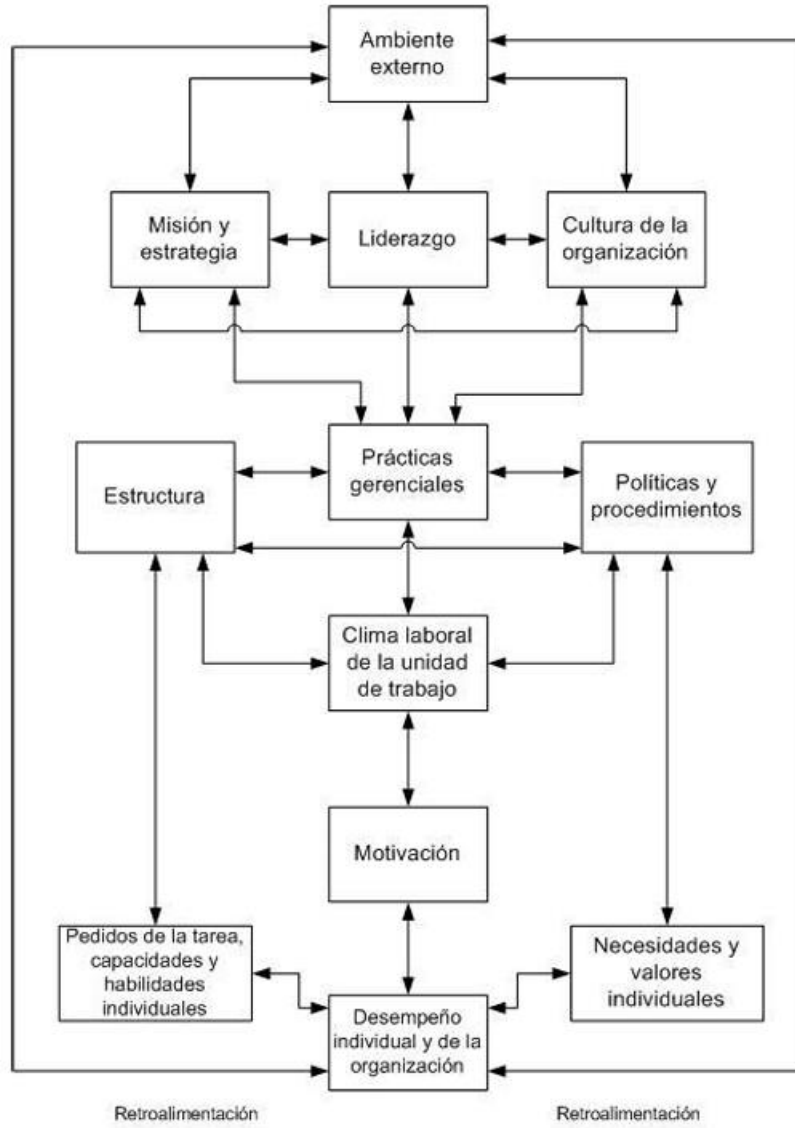 Ambiente
externo
Misión y
estrategia
Liderazgo
Cultura de la
organización
Prácticas
gerenciales
Estructura
Políticas y
procedimientos
Clima laboral
de la unidad
de trabajo
Motivación
Pedidos de la tarea,
capacidades y
habilidades
individuales
Necesidades y
valores
individuales
Desempeño
individual y de la
organización
Retroalimentación
Retroalimentación